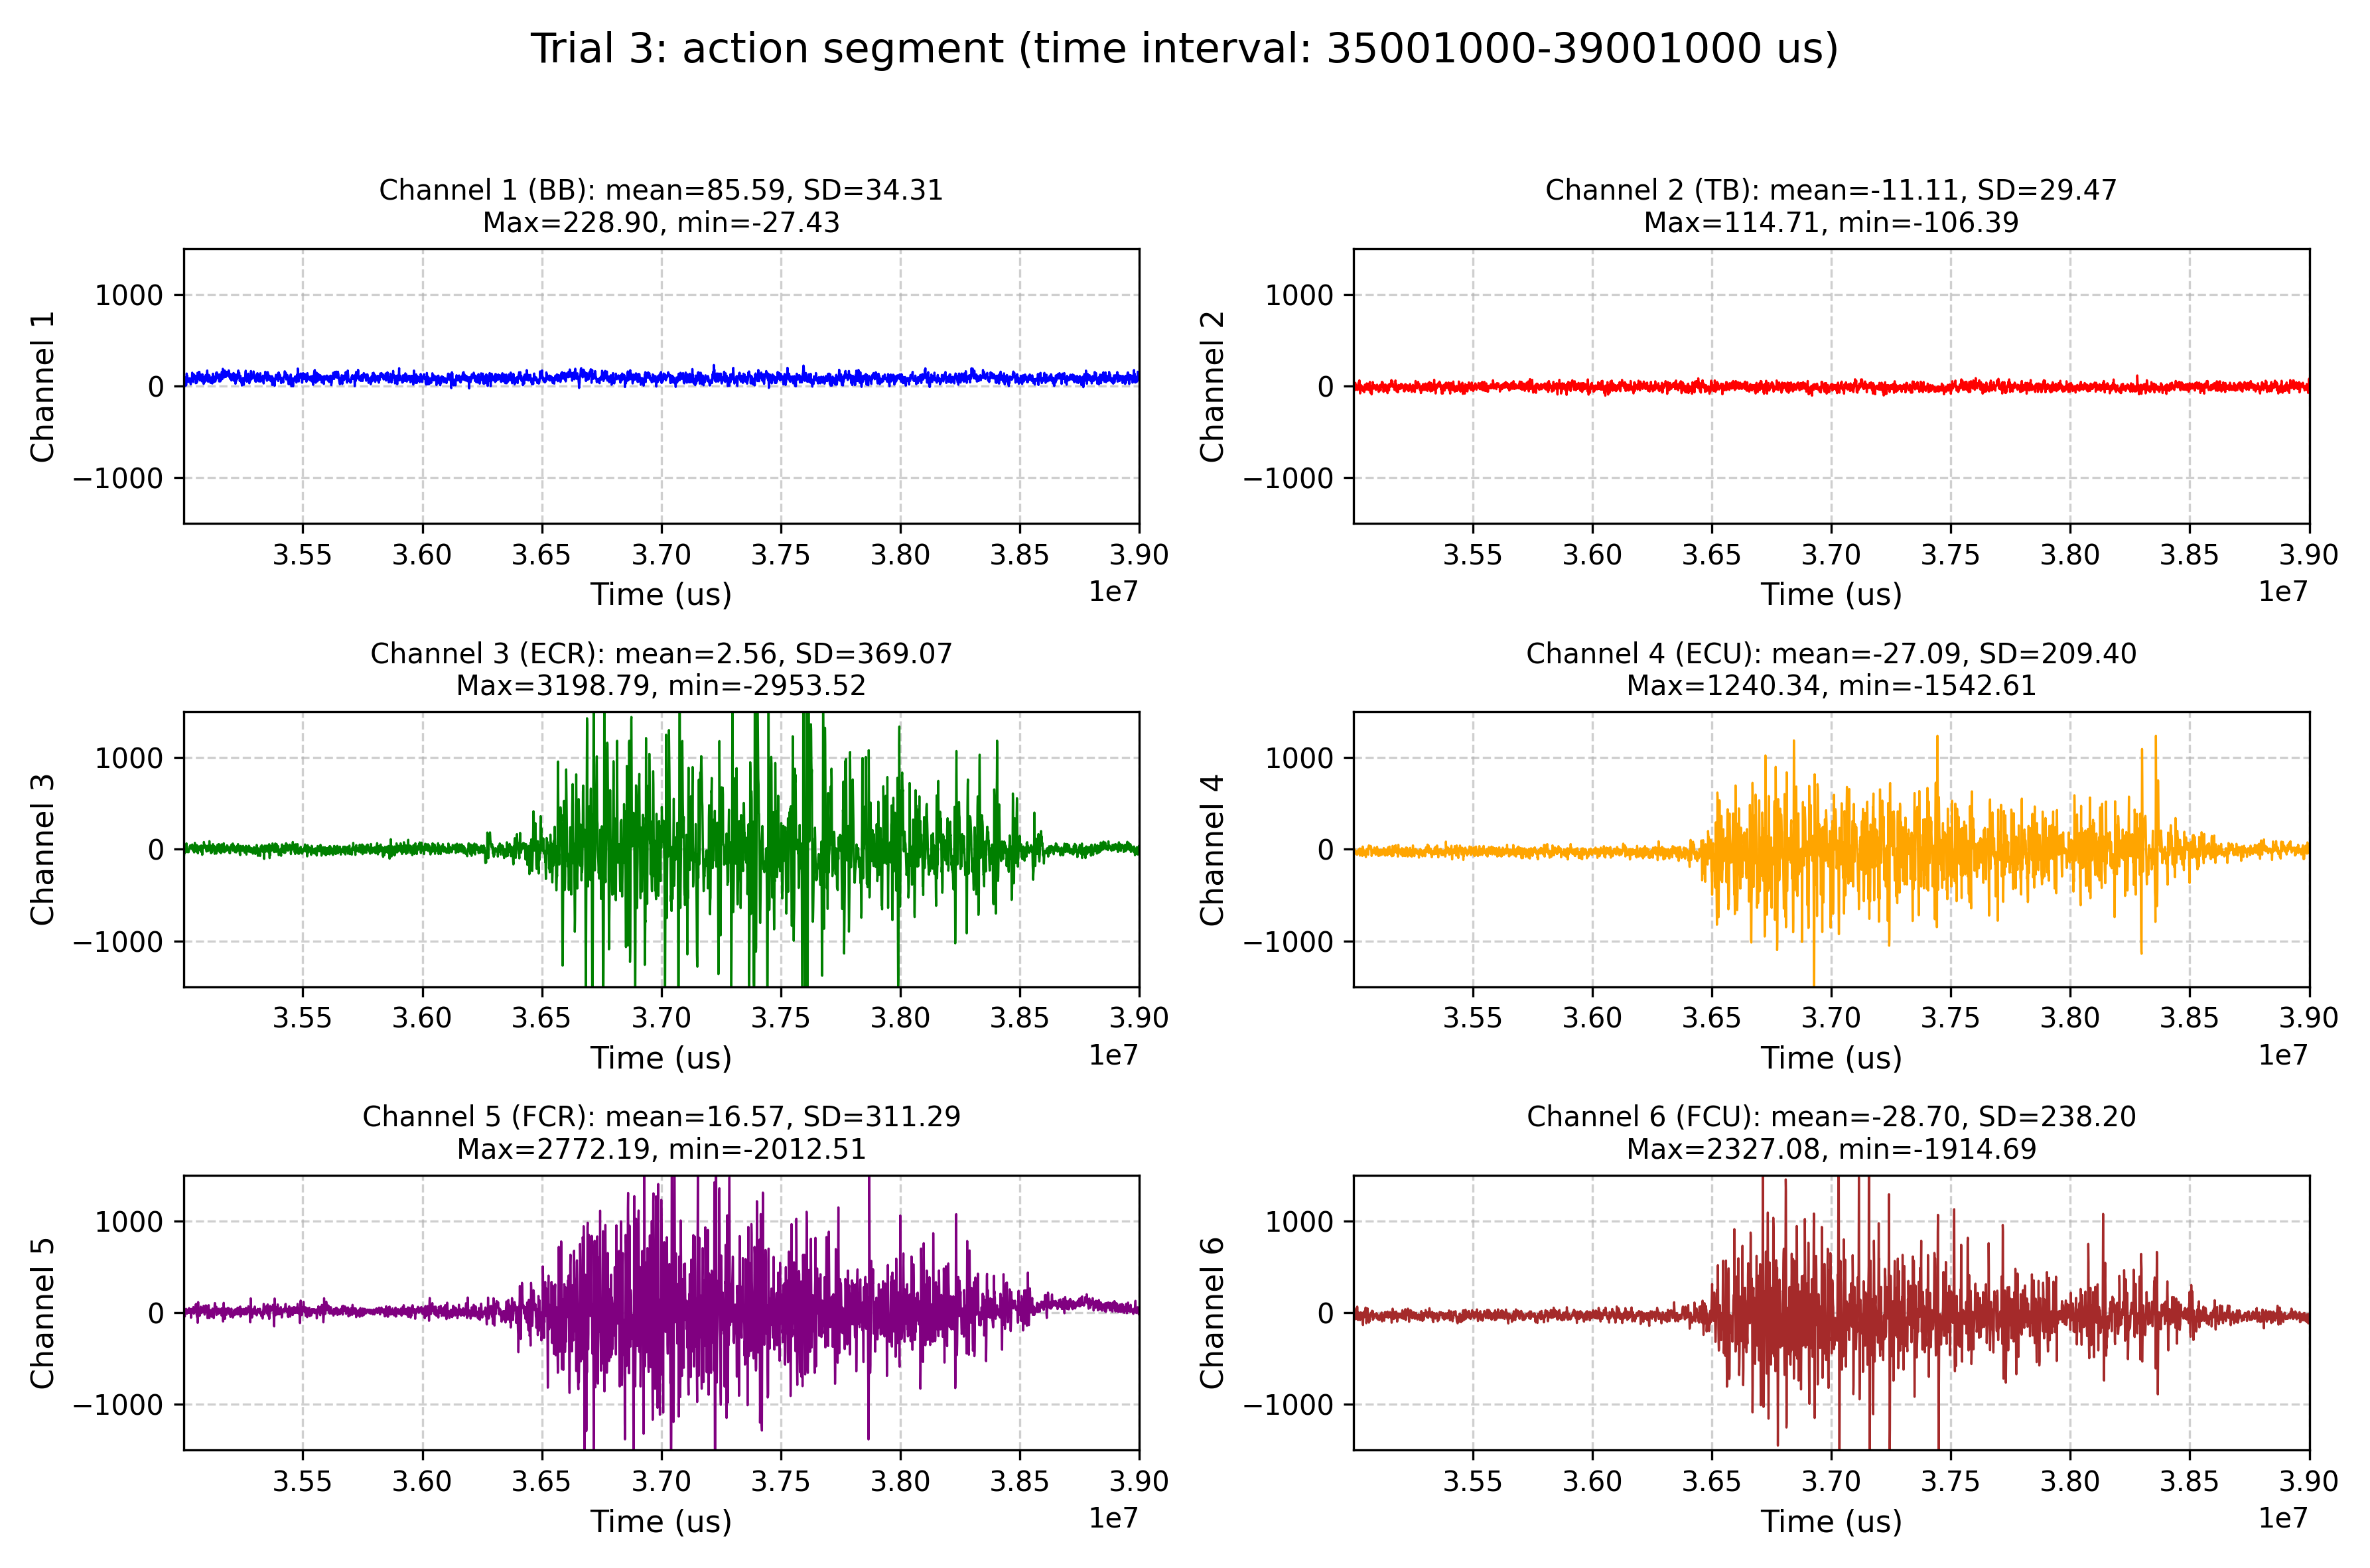 Trial 3: action segment (time interval: 35001000-39001000 us)
Channel 1 (BB): mean=85.59, SD=34.31
Max=228.90, min=-27.43
1000
0
−1000
Channel 1
3.55 3.60 3.65 3.70 3.75 3.80 3.85 3.90
1e7
Time (us)
Channel 2 (TB): mean=-11.11, SD=29.47
Max=114.71, min=-106.39
1000
0
−1000
Channel 2
3.55 3.60 3.65 3.70 3.75 3.80 3.85 3.90
1e7
Time (us)
Channel 3 (ECR): mean=2.56, SD=369.07
Max=3198.79, min=-2953.52
1000
0
−1000
Channel 3
3.55 3.60 3.65 3.70 3.75 3.80 3.85 3.90
1e7
Time (us)
Channel 4 (ECU): mean=-27.09, SD=209.40
Max=1240.34, min=-1542.61
1000
0
−1000
Channel 4
3.55 3.60 3.65 3.70 3.75 3.80 3.85 3.90
1e7
Time (us)
Channel 5 (FCR): mean=16.57, SD=311.29
Max=2772.19, min=-2012.51
1000
0
−1000
Channel 5
3.55 3.60 3.65 3.70 3.75 3.80 3.85 3.90
1e7
Time (us)
Channel 6 (FCU): mean=-28.70, SD=238.20
Max=2327.08, min=-1914.69
1000
0
−1000
Channel 6
3.55 3.60 3.65 3.70 3.75 3.80 3.85 3.90
1e7
Time (us)